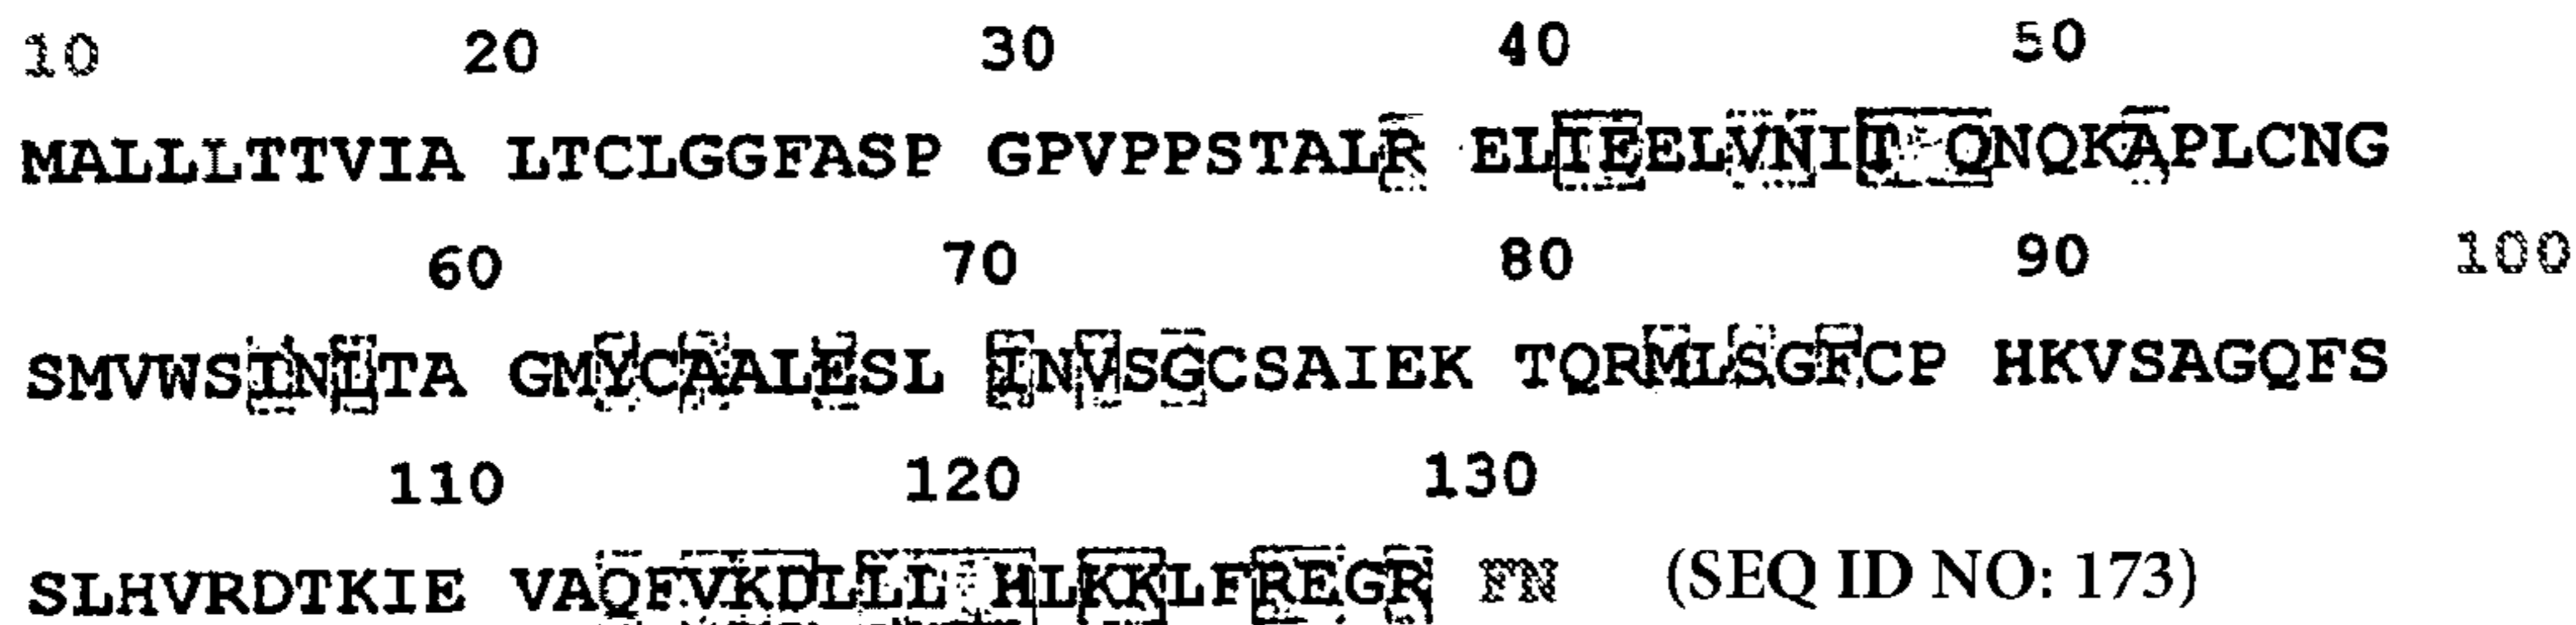 10 20 30 40 50
MALLLTTVIA LTCLGGFASP GPVPPSTALR ELIEELVNIT QNQKAPLCNG
60 70 80 90 100
SMVWSINLTA GMYCAALESL INVSGCSAIEK TQRMLSGFCP HKVSAGQFS
110 120 130
SLHVRDTKIE VAQFVKDLLL HLKKLFREGR FN (SEQ ID NO: 173)